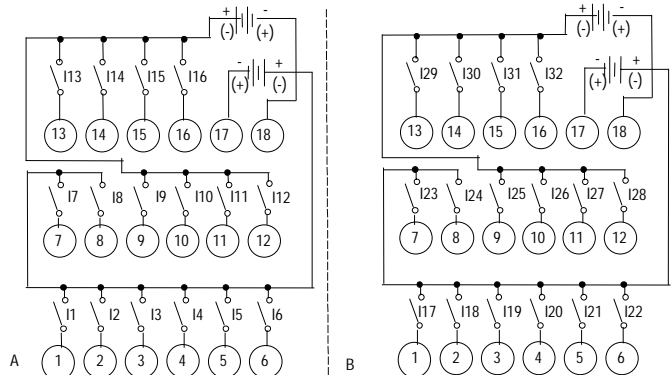 + - + -
(-) (+) (-) (+)
- + - +
I13 I14 I15 I16 (+) (-) I29 I30 I31 I32 (+) (-)
13 14 15 16 17 18 13 14 15 16 17 18
I7 I8 I9 I10 I11 I12 I23 I24 I25 I26 I27 I28
7 8 9 10 11 12 7 8 9 10 11 12
I1 I2 I3 I4 I5 I6 I17 I18 I19 I20 I21 I22
A 1 2 3 4 5 6 B 1 2 3 4 5 6